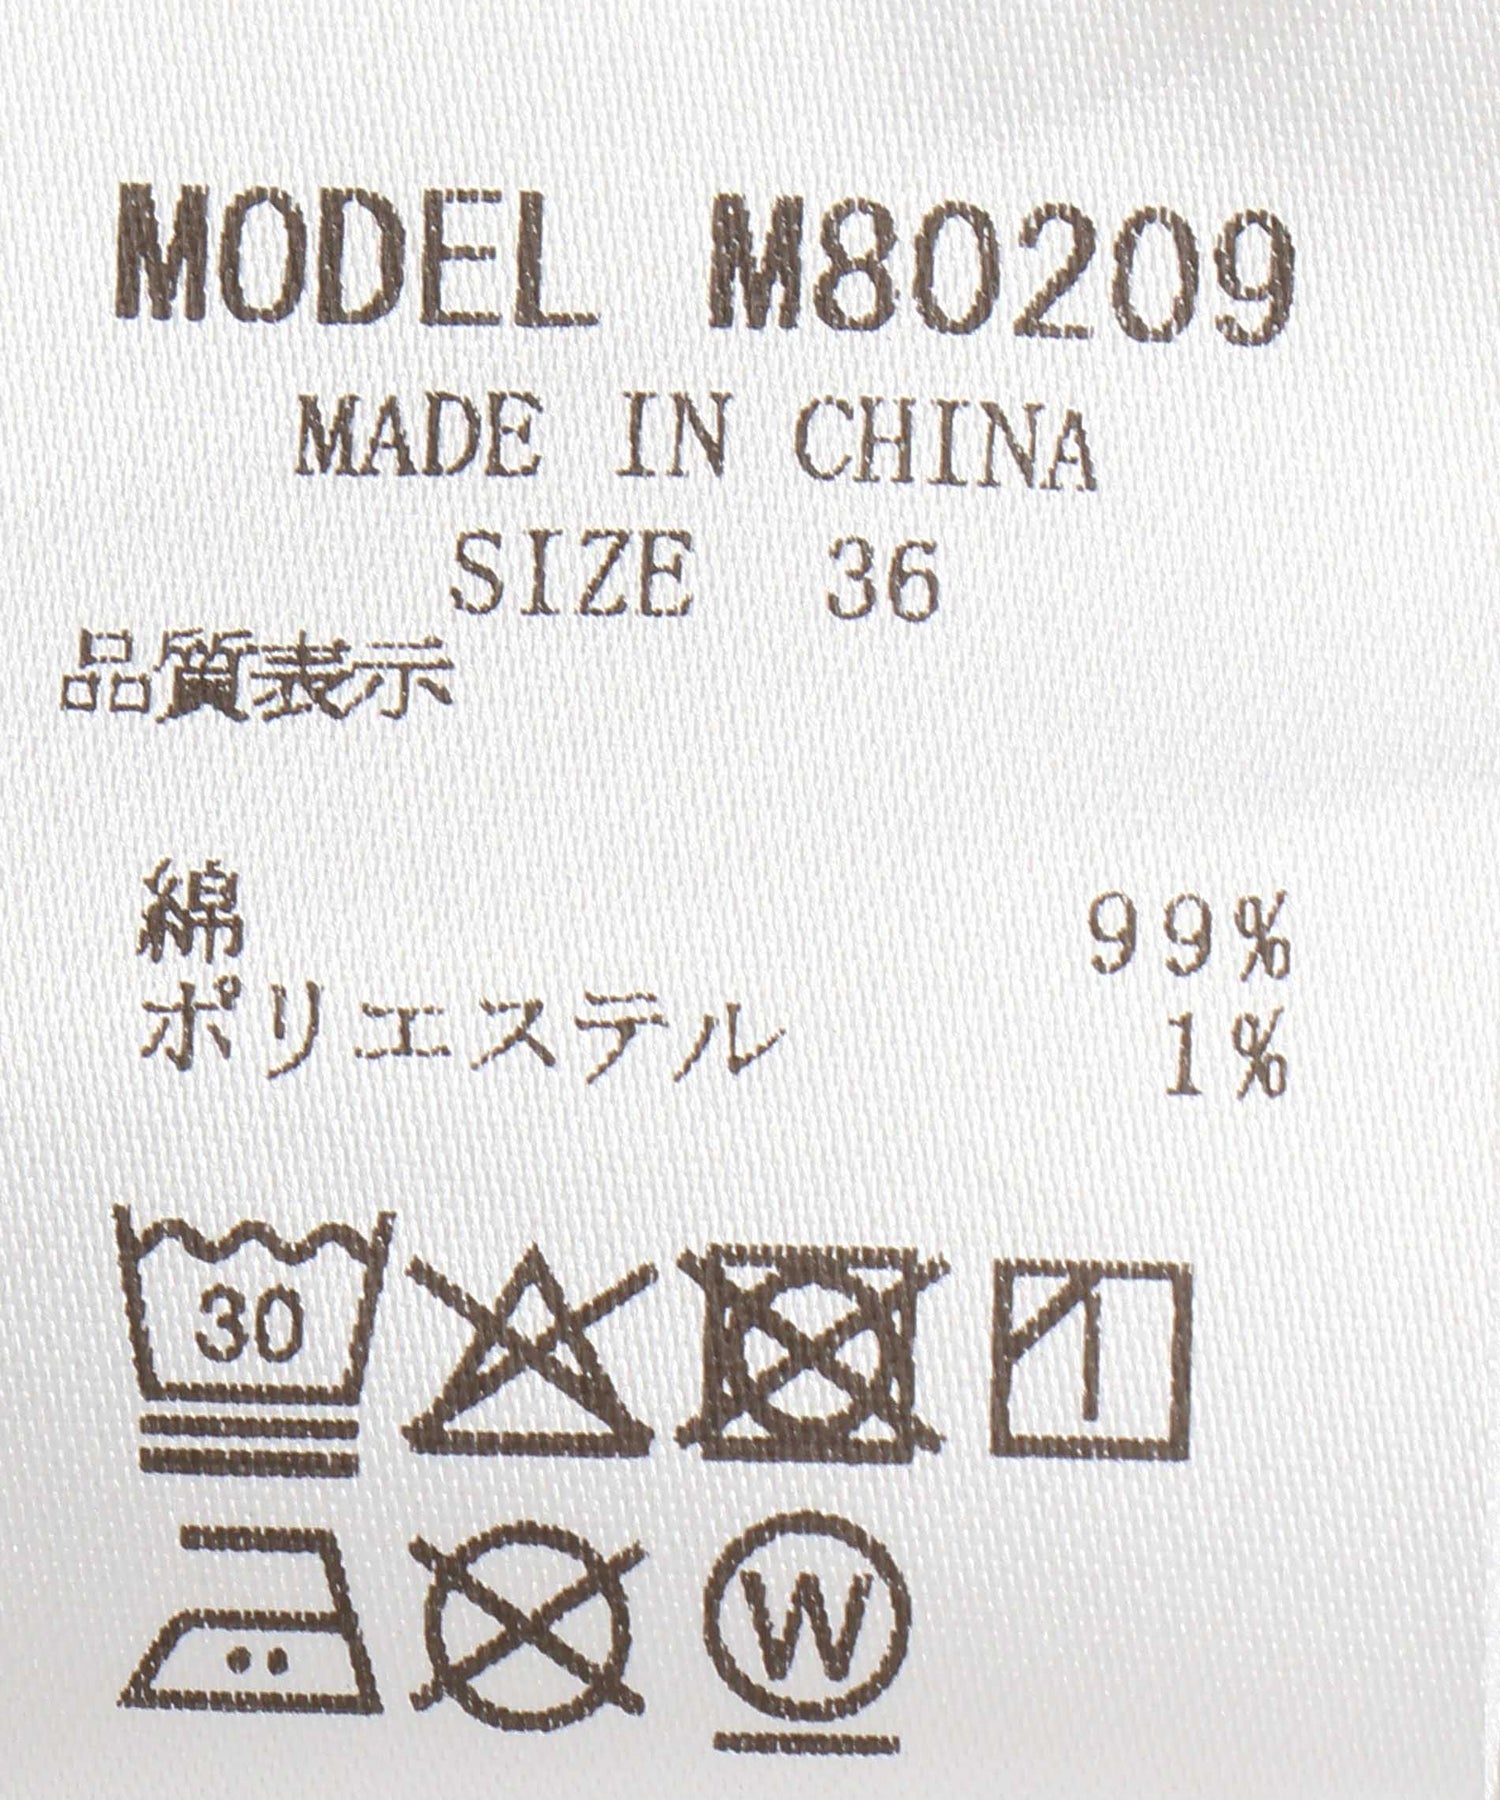 MODEL M80209
MADE IN CHINA
SIZE 36
品質表示
綿 99%
ポリエステル 1%
30
W